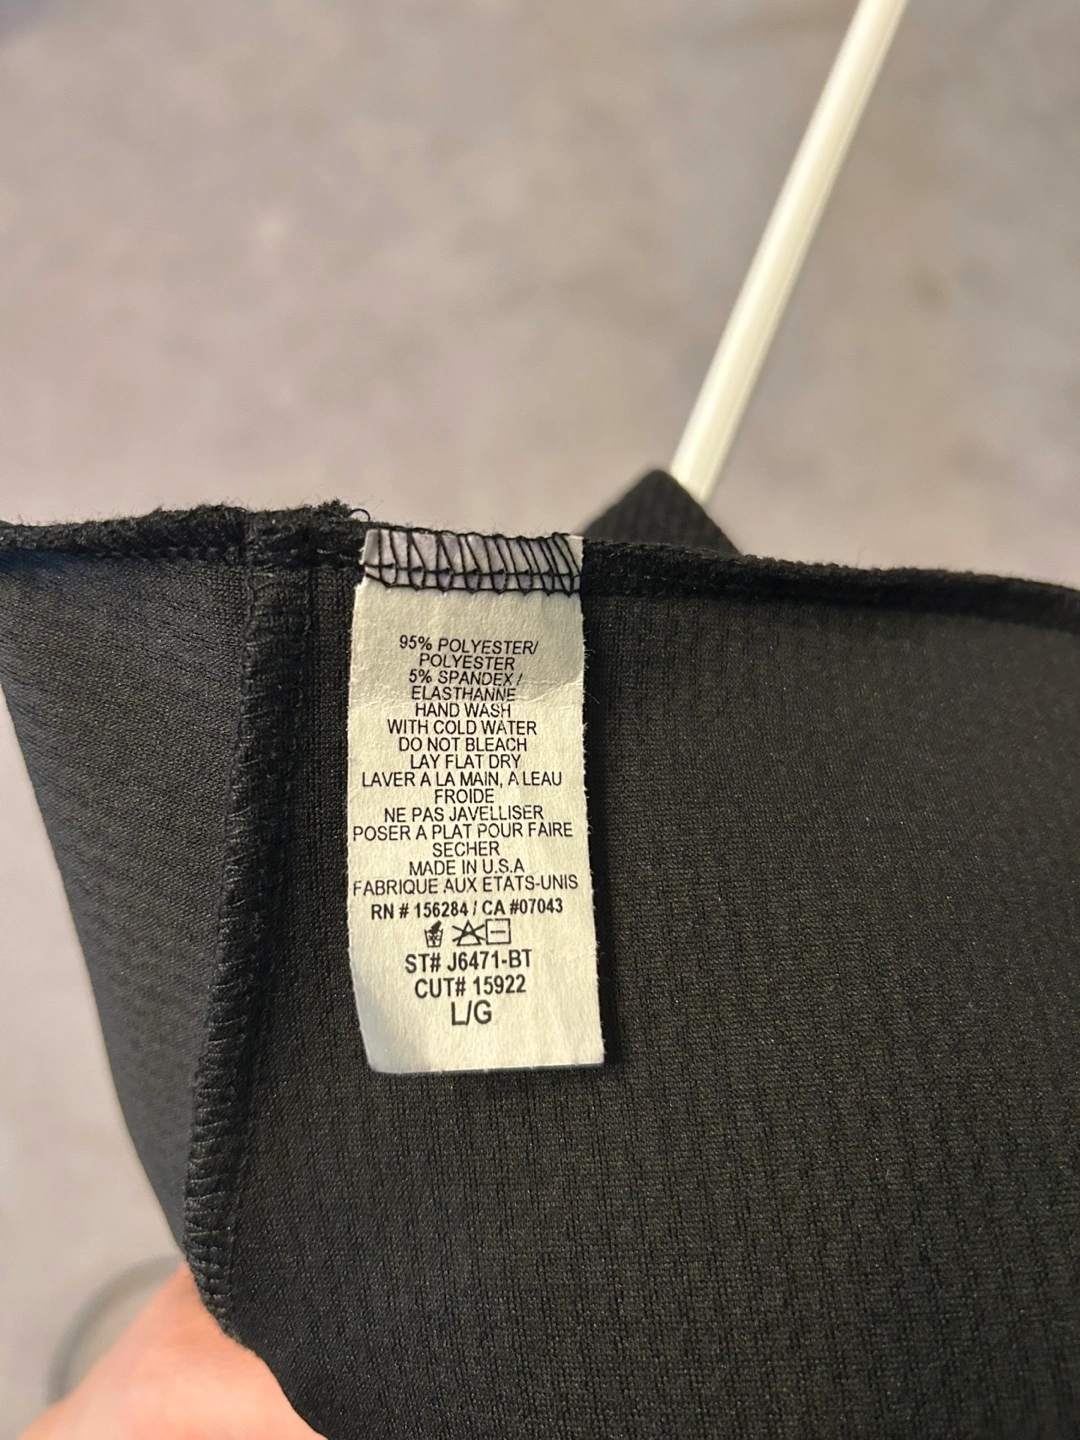 95% POLYESTER/
POLYESTER
5% SPANDEX /
ELASTHANNE
HAND WASH
WITH COLD WATER
DO NOT BLEACH
LAY FLAT DRY
LAVER A LA MAIN, A LEAU
FROIDE
NE PAS JAVELLISER
POSER A PLAT POUR FAIRE
SECHER
MADE IN U.S.A
FABRIQUE AUX ETATS-UNIS
RN # 156284 / CA #07043
ST# J6471-BT
CUT# 15922
L/G